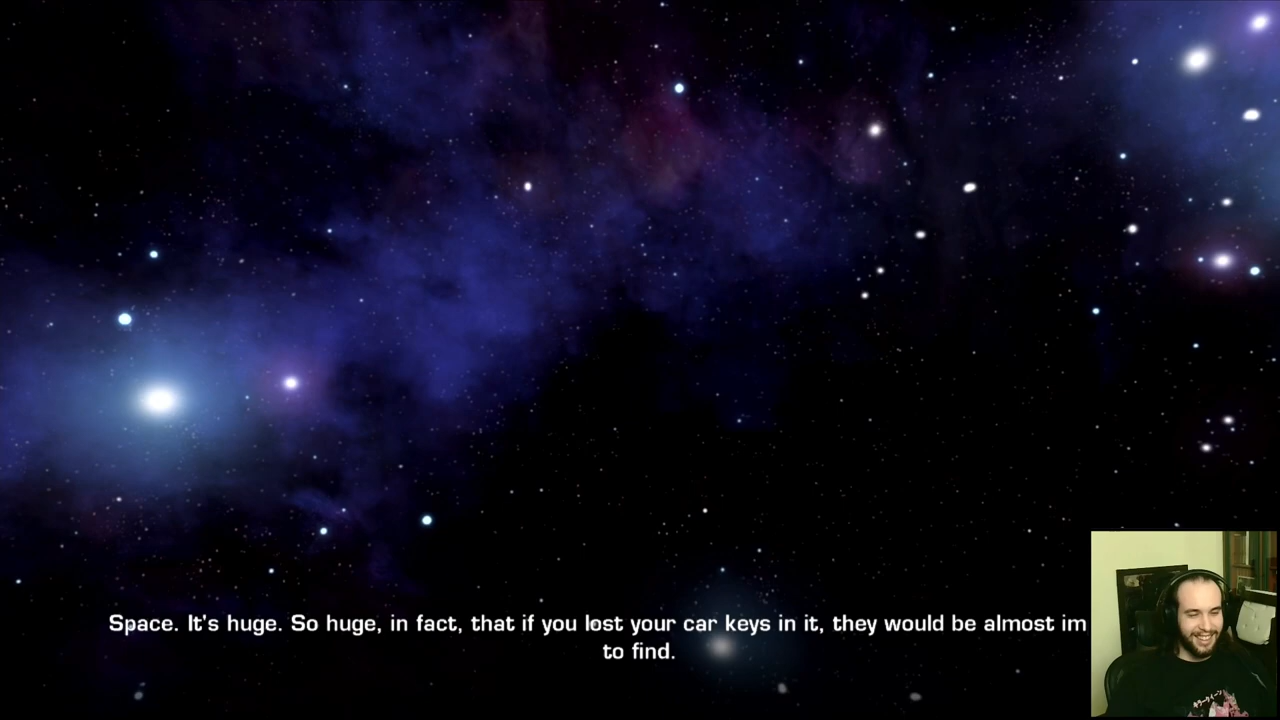 Space. It's huge. So huge, in fact, that if you lost your car keys in it, they would be almost im
to find.